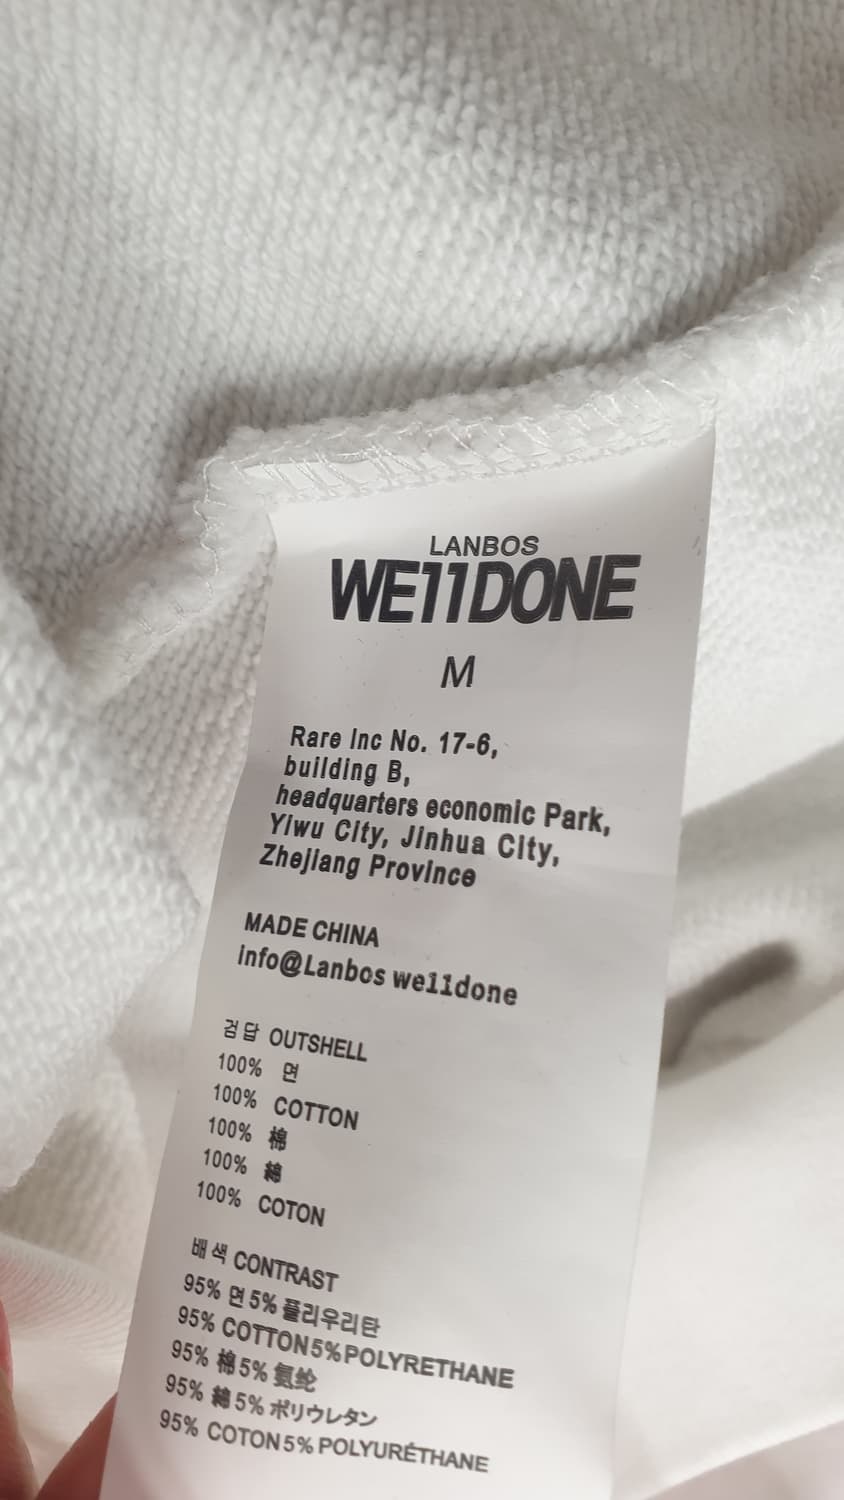 LANBOS
WE11DONE
M
Rare Inc No. 17-6,
building B,
headquarters economic Park,
Yiwu City, Jinhua City,
Zhejiang Province
MADE CHINA
info@Lanbos we11done
검답 OUTSHELL
100% 면
100% COTTON
100% 棉
100% 綿
100% COTON
배색 CONTRAST
95% 면 5% 플리우리탄
95% COTTON 5% POLYRETHANE
95% 棉 5% 氨纶
95% 綿 5% ポリウレタン
95% COTON 5% POLYURÉTHANE